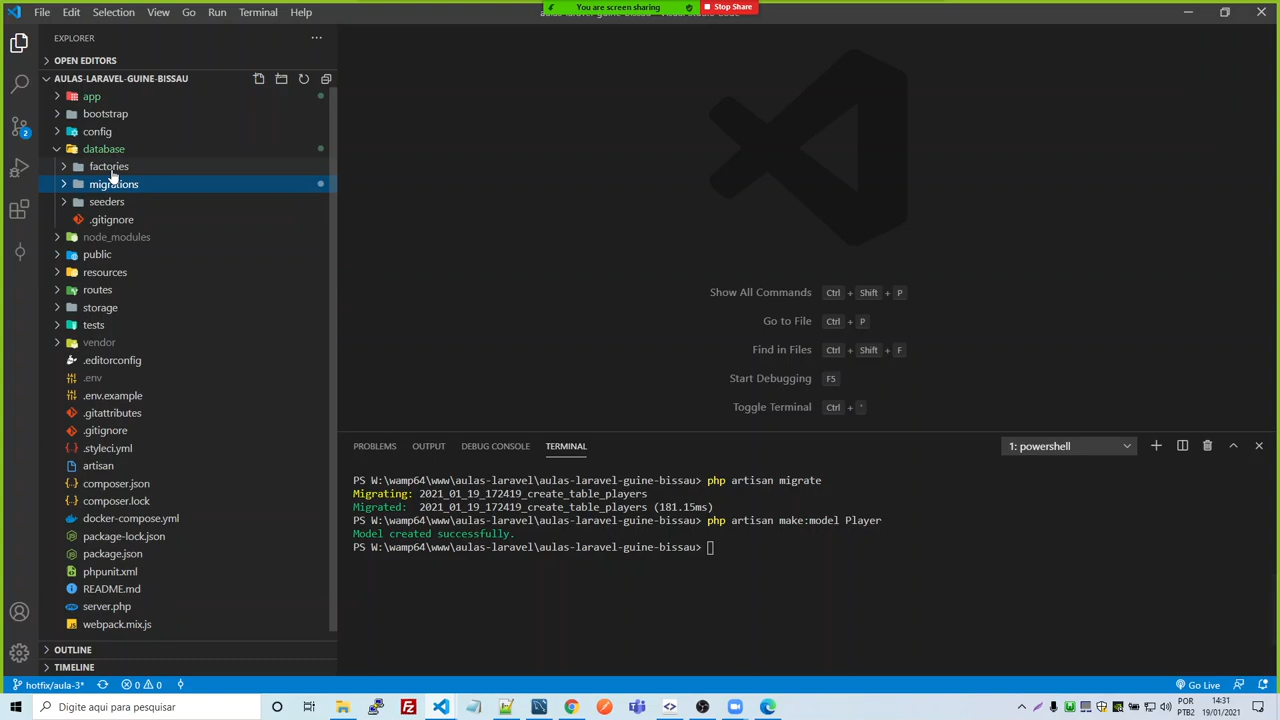 You are screen sharing
Stop Share
File Edit Selection View Go Run Terminal Help
EXPLORER
OPEN EDITORS
AULAS-LARAVEL-GUINE-BISSAU
app
bootstrap
config
database
factories
migrations
seeders
.gitignore
node_modules
public
resources
routes
storage
tests
vendor
.editorconfig
.env
.env.example
.gitattributes
.gitignore
.styleci.yml
artisan
composer.json
composer.lock
docker-compose.yml
package-lock.json
package.json
phpunit.xml
README.md
server.php
webpack.mix.js
OUTLINE
TIMELINE
2
Show All Commands Ctrl + Shift + P
Go to File Ctrl + P
Find in Files Ctrl + Shift + F
Start Debugging F5
Toggle Terminal Ctrl + '
PROBLEMS OUTPUT DEBUG CONSOLE TERMINAL 1: powershell
PS W:\wamp64\www\aulas-laravel\aulas-laravel-guine-bissau> php artisan migrate
Migrating: 2021_01_19_172419_create_table_players
Migrated: 2021_01_19_172419_create_table_players (181.15ms)
PS W:\wamp64\www\aulas-laravel\aulas-laravel-guine-bissau> php artisan make:model Player
Model created successfully.
PS W:\wamp64\www\aulas-laravel\aulas-laravel-guine-bissau>
hotfix/aula-3* 0 0 Go Live
Digite aqui para pesquisar
POR
PTB2
14:31
19/01/2021